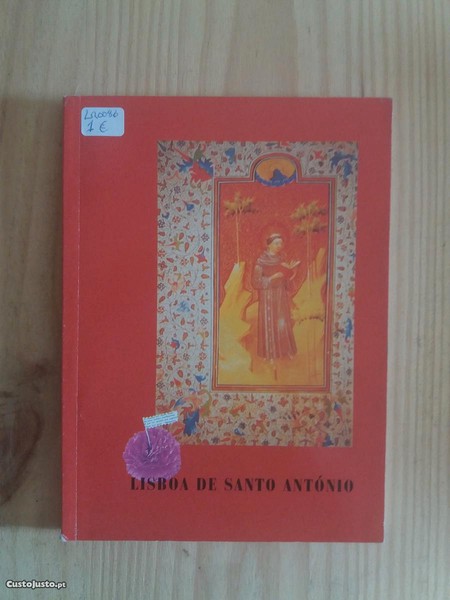 1 €
LISBOA DE SANTO ANTÓNIO
CustoJusto.pt